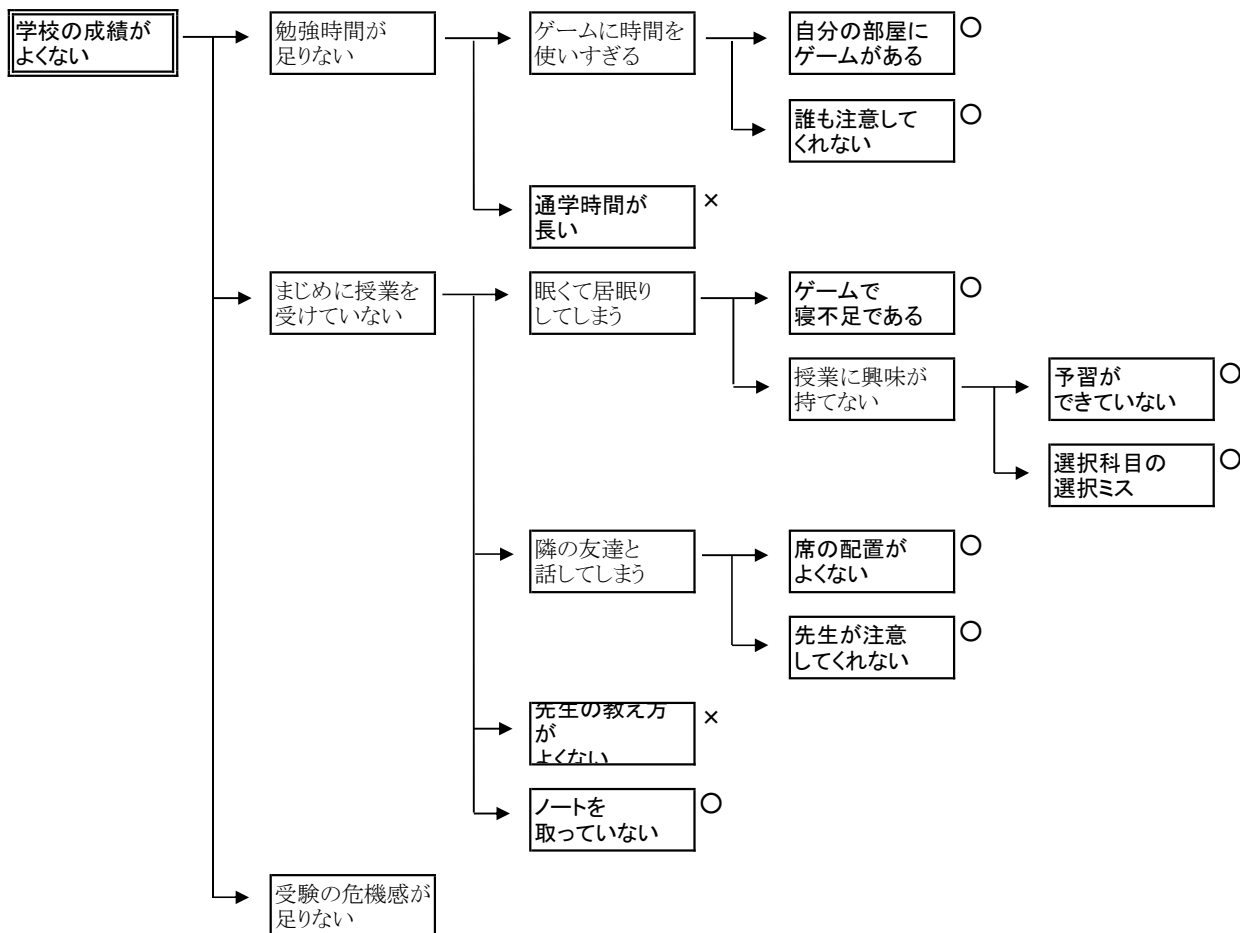 学校の成績が
よくない
勉強時間が
足りない
ゲームに時間を
使いすぎる
自分の部屋に
ゲームがある
○
誰も注意して
くれない
○
通学時間が
長い
×
まじめに授業を
受けていない
眠くて居眠り
してしまう
ゲームで
寝不足である
○
授業に興味が
持てない
予習が
できていない
○
選択科目の
選択ミス
○
隣の友達と
話してしまう
席の配置が
よくない
○
先生が注意
してくれない
○
先生の教え方
が
よくない
×
ノートを
取っていない
○
受験の危機感が
足りない